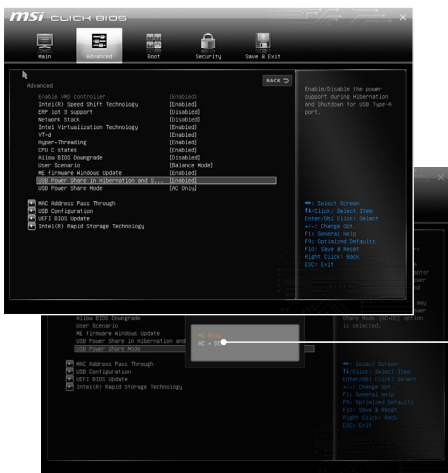 msi CLICK BIOS
Main
Advanced
Boot
Security
Save & Exit
BACK
Advanced
Enable VMD controller [Enabled]
Intel(R) Speed Shift Technology [Enabled]
ERP lot 3 support [Disabled]
Network Stack [Disabled]
Intel Virtualization Technology [Enabled]
VT-d [Enabled]
Hyper-Threading [Enabled]
CPU C states [Enabled]
Allow BIOS Downgrade [Disabled]
User Scenario [Balance Mode]
ME firmware Windows Update [Enabled]
USB Power Share in Hibernation and S... [Enabled]
USB Power Share Mode [AC Only]
MAC Address Pass Through
USB Configuration
UEFI BIOS Update
Intel(R) Rapid Storage Technology
Enable/Disable the power
support during Hibernation
and Shutdown for USB Type-A
port.
Select Screen
/Click: Select Item
Enter/Dbl Click: Select
+/-: Change Opt.
F1: General Help
F9: Optimized Defaults
F10: Save & Reset
Right Click: Back
ESC: Exit
Share Mode [AC+DC] option
is selected.
Allow BIOS Downgrade
User Scenario
ME firmware Windows Update
USB Power Share in Hibernation and
USB Power Share Mode
AC Only
AC + DC
MAC Address Pass Through
USB Configuration
UEFI BIOS Update
Intel(R) Rapid Storage Technology
Select Screen
/Click: Select Item
Enter/Dbl Click: Select
+/-: Change Opt.
F1: General Help
F9: Optimized Defaults
F10: Save & Reset
Right Click: Back
ESC: Exit